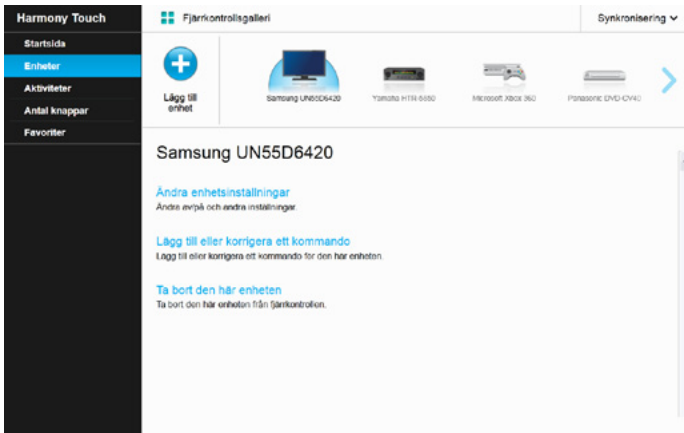 Harmony Touch
Fjärrkontrollsgalleri
Synkronisering
Startsida
Enheter
Aktiviteter
Antal knappar
Favoriter
Lägg till
enhet
Samsung UN55D6420
Yamaha HTR-5550
Microsoft Xbox 360
Panasonic DVD-CV40
Samsung UN55D6420
Ändra enhetsinställningar
Ändra av/på och andra inställningar.
Lägg till eller korrigera ett kommando
Lägg till eller korrigera ett kommando för den här enheten.
Ta bort den här enheten
Ta bort den här enheten från fjärrkontrollen.